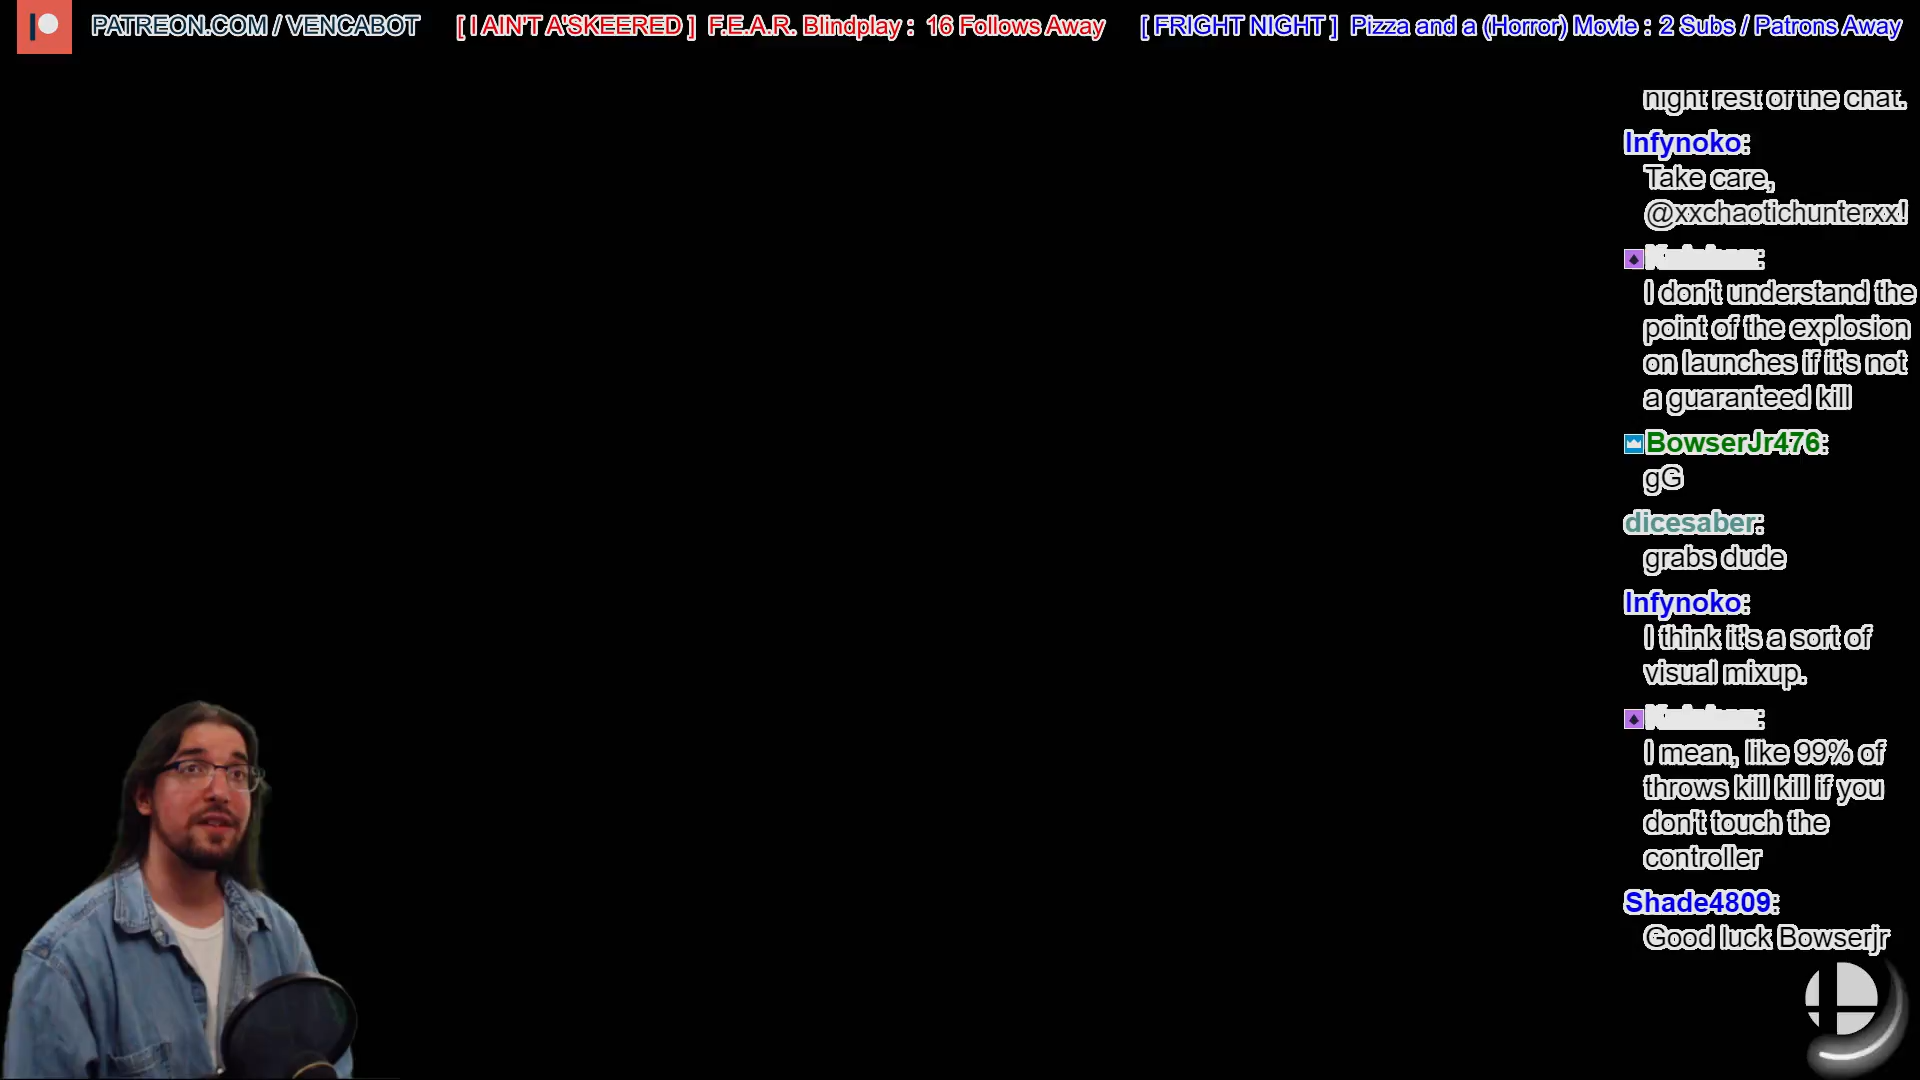 PATREON.COM / VENCABOT [ I AIN'T A'SKEERED ] F.E.A.R. Blindplay : 16 Follows Away [ FRIGHT NIGHT ] Pizza and a (Horror) Movie : 2 Subs / Patrons Away
night rest of the chat.
Infynoko:
Take care,
@xxchaotichunterxx!
I don't understand the
point of the explosion
on launches if it's not
a guaranteed kill
BowserJr476:
gG
dicesaber:
grabs dude
Infynoko:
I think it's a sort of
visual mixup.
I mean, like 99% of
throws kill kill if you
don't touch the
controller
Shade4809:
Good luck Bowserjr